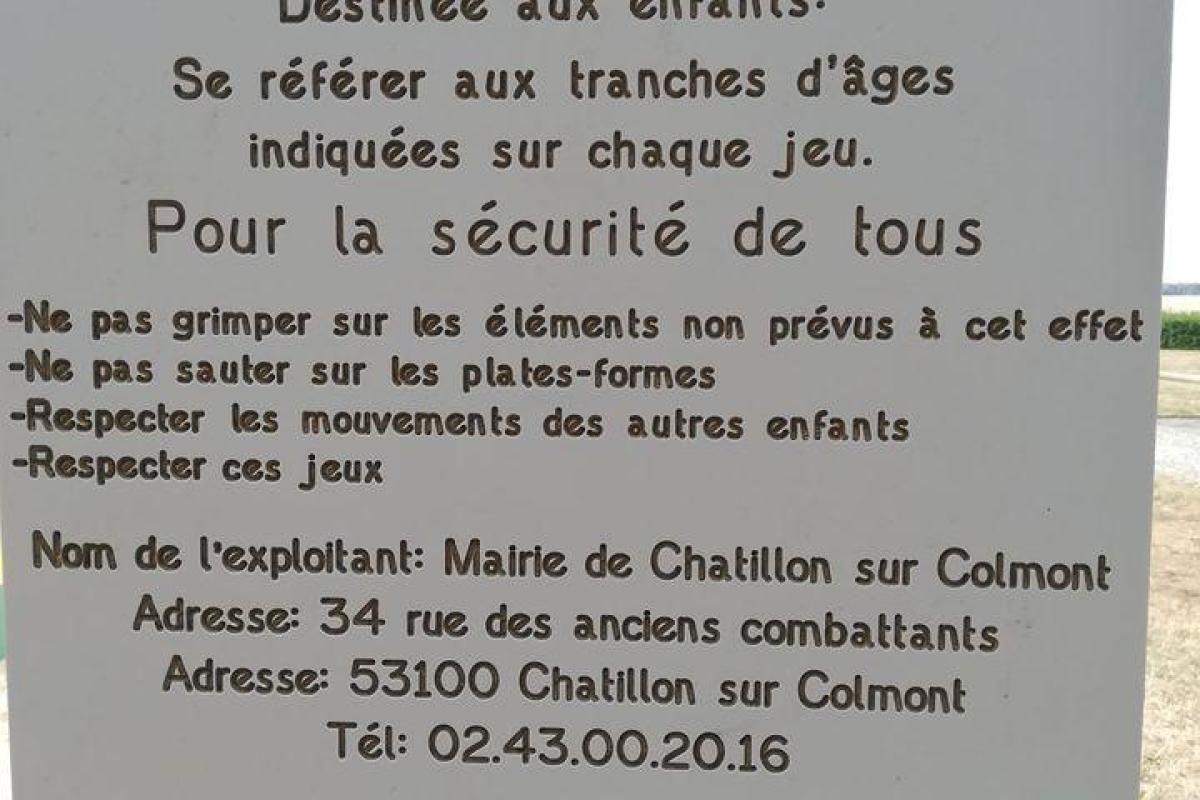 Destinée aux enfants.
Se référer aux tranches d'âges
indiquées sur chaque jeu.
Pour la sécurité de tous
-Ne pas grimper sur les éléments non prévus à cet effet
-Ne pas sauter sur les plates-formes
-Respecter les mouvements des autres enfants
-Respecter ces jeux
Nom de l'exploitant: Mairie de Chatillon sur Colmont
Adresse: 34 rue des anciens combattants
Adresse: 53100 Chatillon sur Colmont
Tél: 02.43.00.20.16